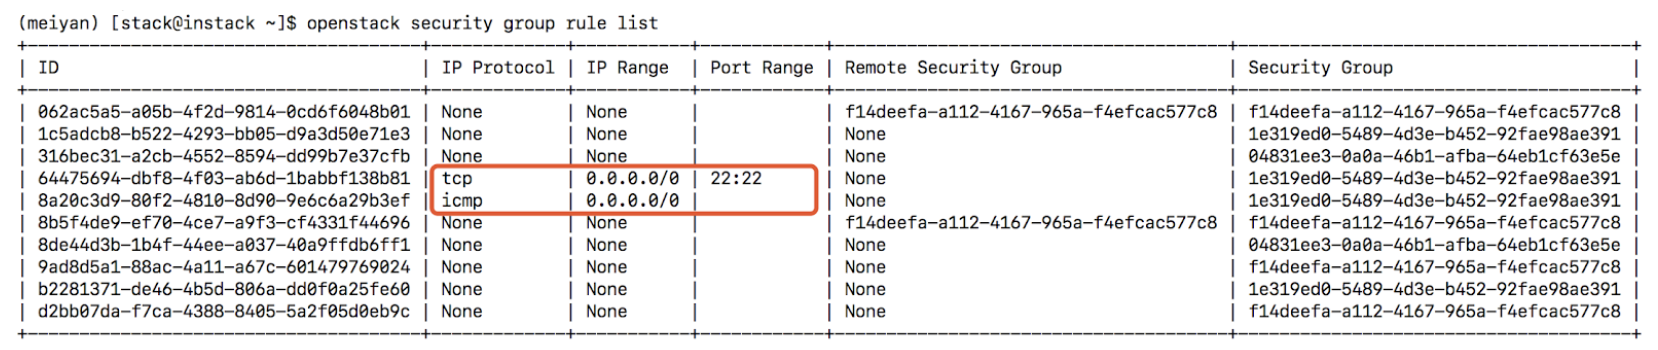 (meiyan) [stack@instack ~]$ openstack security group rule list
+--------------------------------------+-------------+-----------+------------+--------------------------------------+--------------------------------------+
| ID                                   | IP Protocol | IP Range  | Port Range | Remote Security Group                | Security Group                       |
+--------------------------------------+-------------+-----------+------------+--------------------------------------+--------------------------------------+
| 062ac5a5-a05b-4f2d-9814-0cd6f6048b01 | None        | None      |            | f14deefa-a112-4167-965a-f4efcac577c8 | f14deefa-a112-4167-965a-f4efcac577c8 |
| 1c5adcb8-b522-4293-bb05-d9a3d50e71e3 | None        | None      |            | None                                 | 1e319ed0-5489-4d3e-b452-92fae98ae391 |
| 316bec31-a2cb-4552-8594-dd99b7e37cfb | None        | None      |            | None                                 | 04831ee3-0a0a-46b1-afba-64eb1cf63e5e |
| 64475694-dbf8-4f03-ab6d-1babbf138b81 | tcp         | 0.0.0.0/0 | 22:22      | None                                 | 1e319ed0-5489-4d3e-b452-92fae98ae391 |
| 8a20c3d9-80f2-4810-8d90-9e6c6a29b3ef | icmp        | 0.0.0.0/0 |            | None                                 | 1e319ed0-5489-4d3e-b452-92fae98ae391 |
| 8b5f4de9-ef70-4ce7-a9f3-cf4331f44696 | None        | None      |            | f14deefa-a112-4167-965a-f4efcac577c8 | f14deefa-a112-4167-965a-f4efcac577c8 |
| 8de44d3b-1b4f-44ee-a037-40a9ffdb6ff1 | None        | None      |            | None                                 | 04831ee3-0a0a-46b1-afba-64eb1cf63e5e |
| 9ad8d5a1-88ac-4a11-a67c-601479769024 | None        | None      |            | None                                 | f14deefa-a112-4167-965a-f4efcac577c8 |
| b2281371-de46-4b5d-806a-dd0f0a25fe60 | None        | None      |            | None                                 | 1e319ed0-5489-4d3e-b452-92fae98ae391 |
| d2bb07da-f7ca-4388-8405-5a2f05d0eb9c | None        | None      |            | None                                 | f14deefa-a112-4167-965a-f4efcac577c8 |
+--------------------------------------+-------------+-----------+------------+--------------------------------------+--------------------------------------+